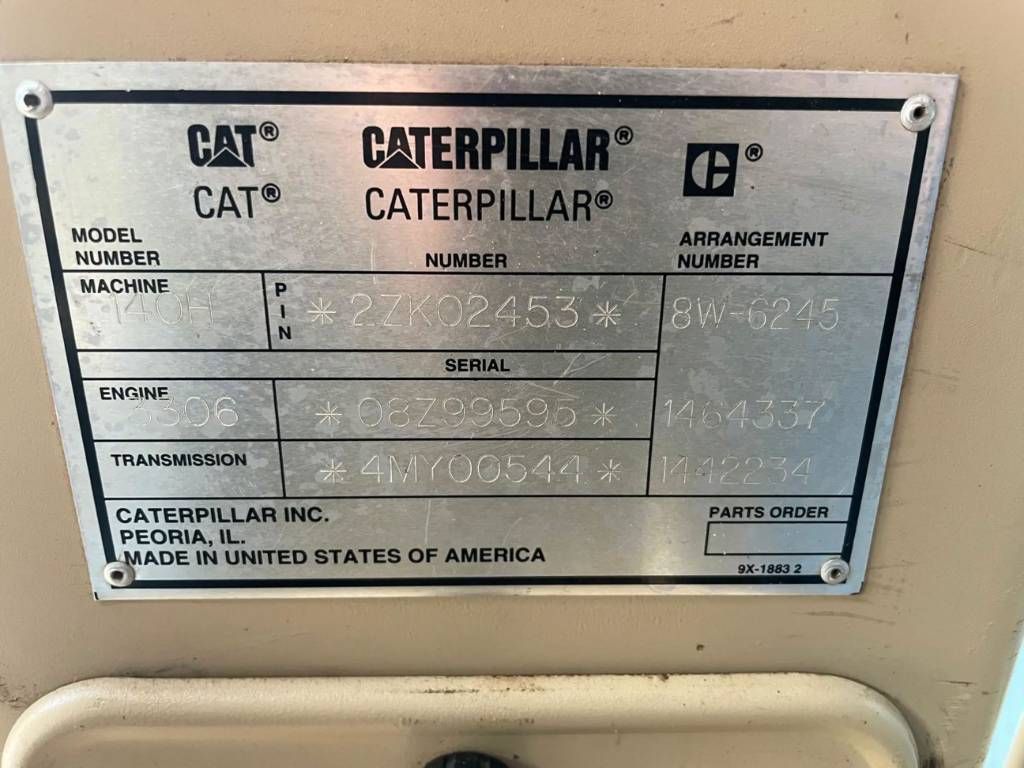 CAT® CATERPILLAR® C®
CAT® CATERPILLAR®
MODEL NUMBER NUMBER ARRANGEMENT NUMBER
MACHINE 140H PIN *2ZK02453* 8W-6245
SERIAL
ENGINE 3306 *08Z99595* 1464337
TRANSMISSION *4MY00544* 1442234
CATERPILLAR INC. PARTS ORDER
PEORIA, IL.
MADE IN UNITED STATES OF AMERICA
9X-1883 2